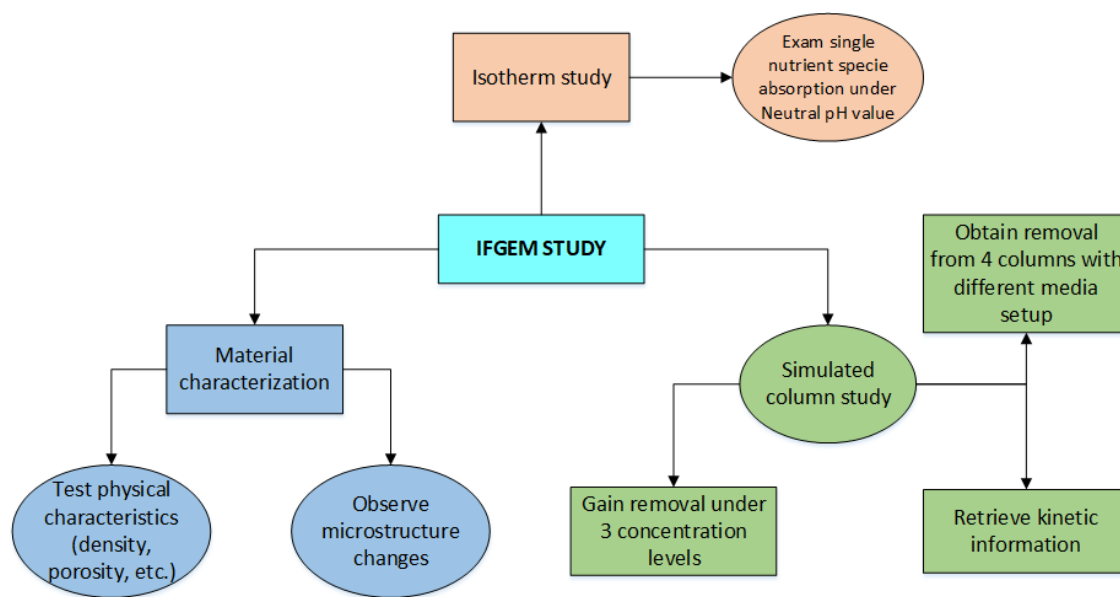 Exam single
nutrient specie
absorption under
Neutral pH value
Isotherm study
IFGEM STUDY
Obtain removal
from 4 columns with
different media
setup
Material
characterization
Simulated
column study
Test physical
characteristics
(density,
porosity, etc.)
Observe
microstructure
changes
Gain removal under
3 concentration
levels
Retrieve kinetic
information